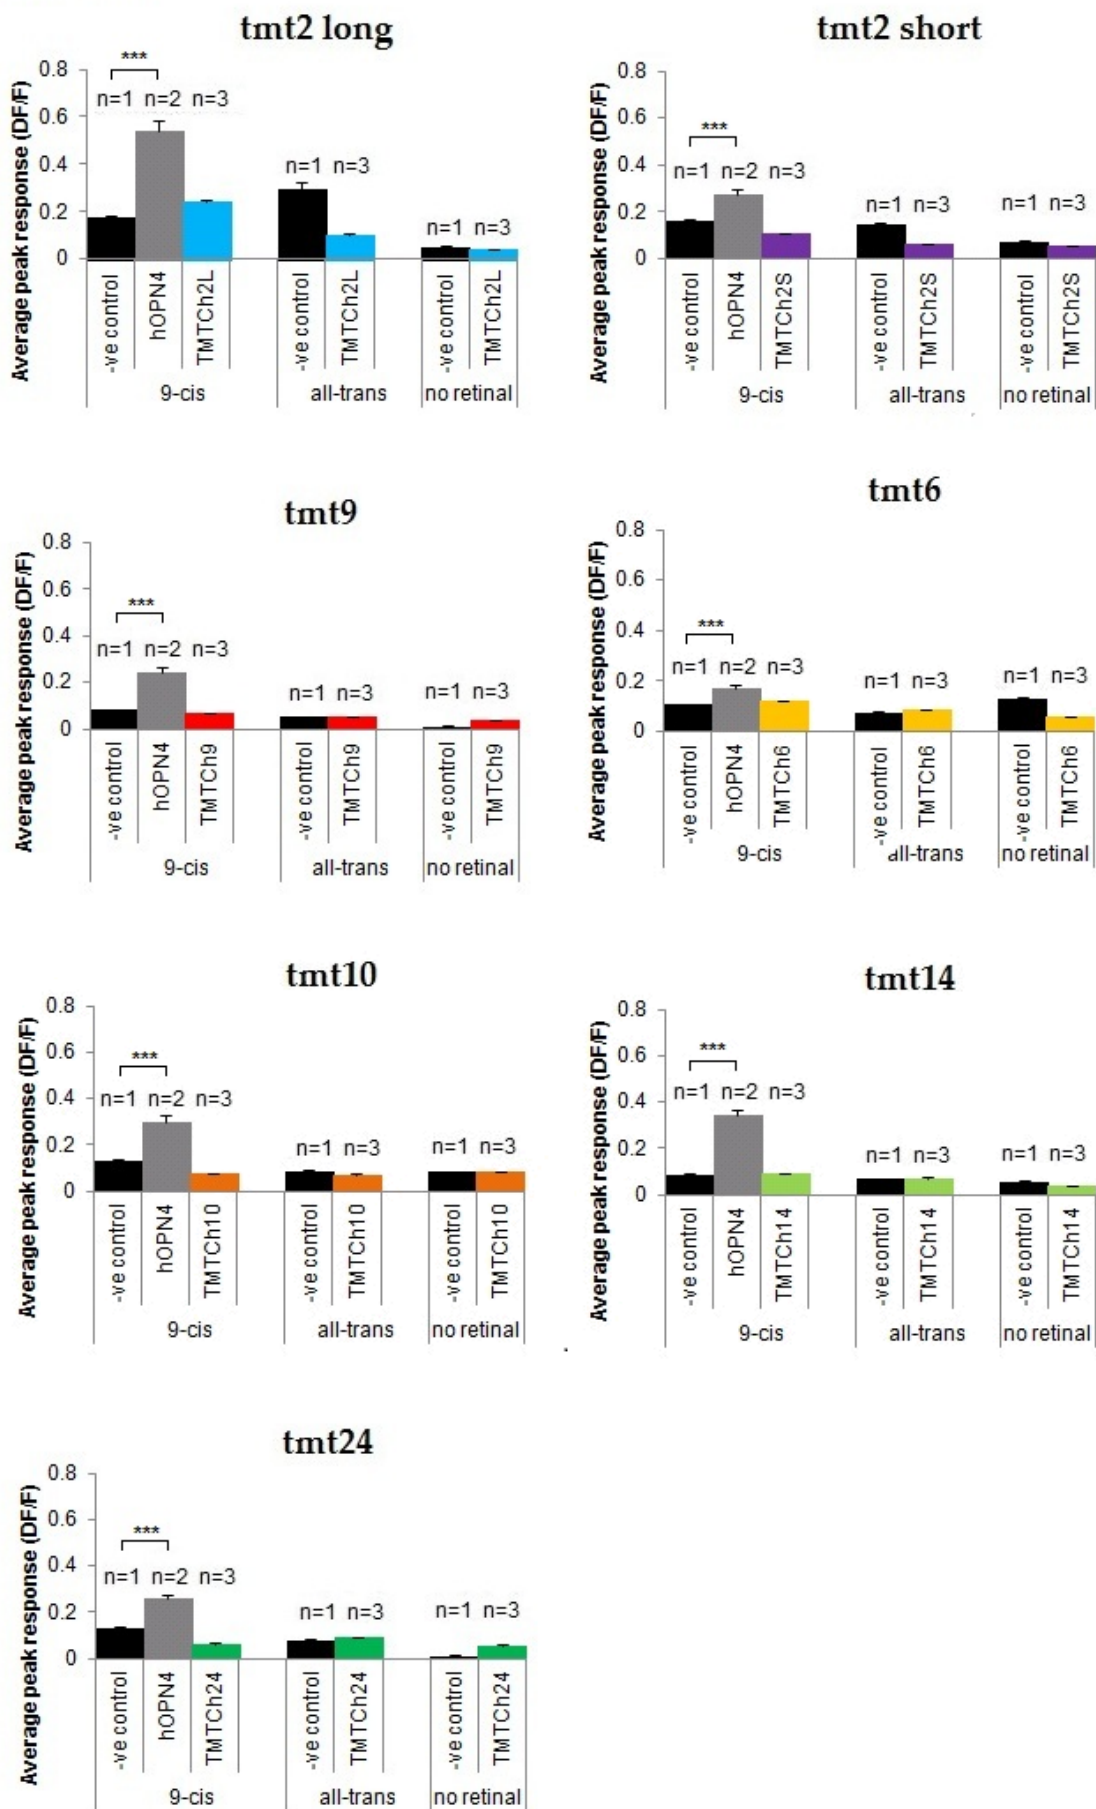 tmt2 long
Average peak response (DF/F)
0.8
0.6
0.4
0.2
0
***
n=1 n=2 n=3
n=1 n=3
n=1 n=3
-ve control
hOPN4
TMTCh2L
-ve control
TMTCh2L
-ve control
TMTCh2L
9-cis
all-trans
no retinal
tmt2 short
Average peak response (DF/F)
0.8
0.6
0.4
0.2
0
***
n=1 n=2 n=3
n=1 n=3
n=1 n=3
-ve control
hOPN4
TMTCh2S
-ve control
TMTCh2S
-ve control
TMTCh2S
9-cis
all-trans
no retinal
tmt9
Average peak response (DF/F)
0.8
0.6
0.4
0.2
0
***
n=1 n=2 n=3
n=1 n=3
n=1 n=3
-ve control
hOPN4
TMTCh9
-ve control
TMTCh9
-ve control
TMTCh9
9-cis
all-trans
no retinal
tmt6
Average peak response (DF/F)
0.8
0.6
0.4
0.2
0
***
n=1 n=2 n=3
n=1 n=3
n=1 n=3
-ve control
hOPN4
TMTCh6
-ve control
TMTCh6
-ve control
TMTCh6
9-cis
all-trans
no retinal
tmt10
Average peak response (DF/F)
0.8
0.6
0.4
0.2
0
***
n=1 n=2 n=3
n=1 n=3
n=1 n=3
-ve control
hOPN4
TMTCh10
-ve control
TMTCh10
-ve control
TMTCh10
9-cis
all-trans
no retinal
tmt14
Average peak response (DF/F)
0.8
0.6
0.4
0.2
0
***
n=1 n=2 n=3
n=1 n=3
n=1 n=3
-ve control
hOPN4
TMTCh14
-ve control
TMTCh14
-ve control
TMTCh14
9-cis
all-trans
no retinal
tmt24
Average peak response (DF/F)
0.8
0.6
0.4
0.2
0
***
n=1 n=2 n=3
n=1 n=3
n=1 n=3
-ve control
hOPN4
TMTCh24
-ve control
TMTCh24
-ve control
TMTCh24
9-cis
all-trans
no retinal